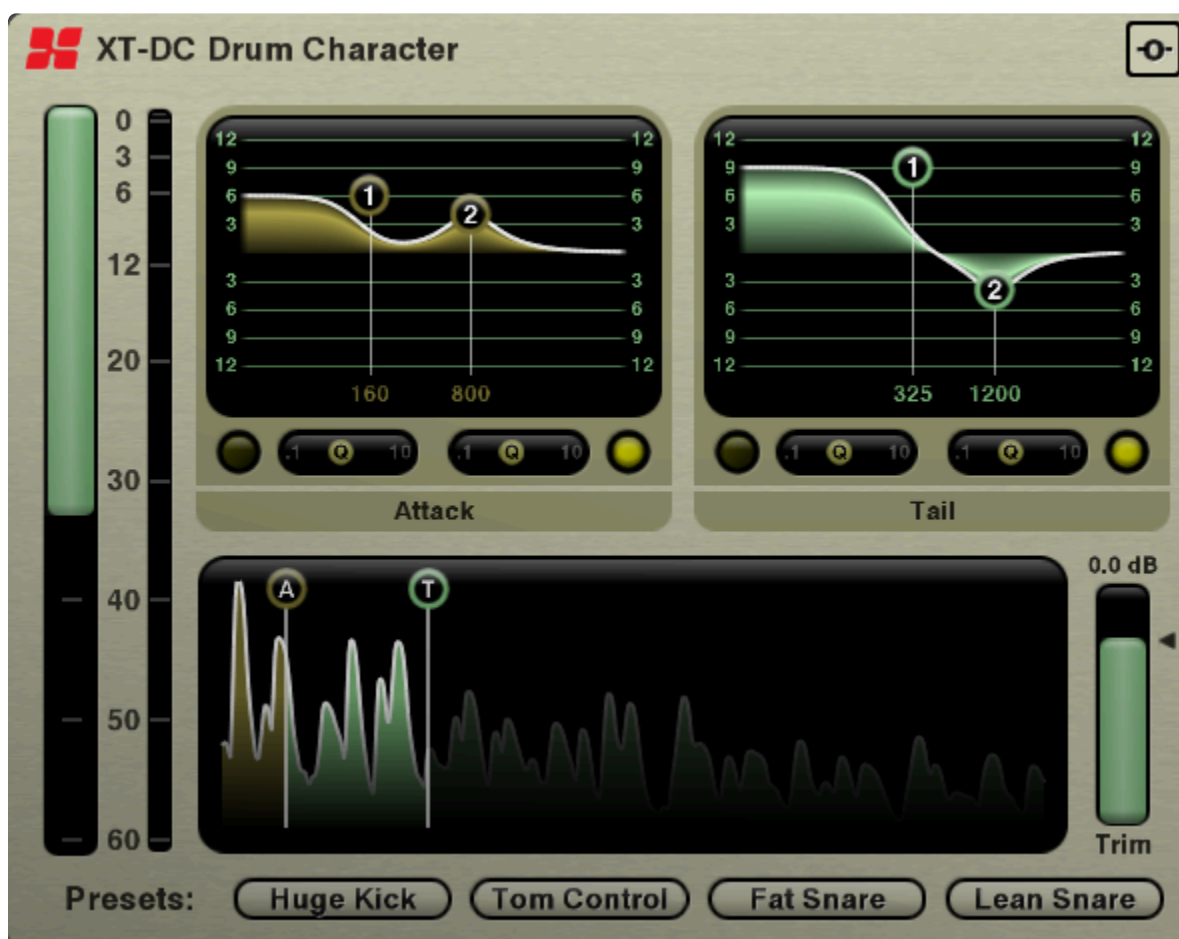 XT-DC Drum Character
-O-
0
3
6
12
20
30
40
50
60
12 12
9 9
6 1 6
3 2 3
3 3
6 6
9 9
12 12
160 800
.1 Q 10 .1 Q 10
Attack
12 12
9 1 9
6 6
3 3
3 2 3
6 6
9 9
12 12
325 1200
.1 Q 10 .1 Q 10
Tail
A T
0.0 dB
Trim
Presets: Huge Kick Tom Control Fat Snare Lean Snare